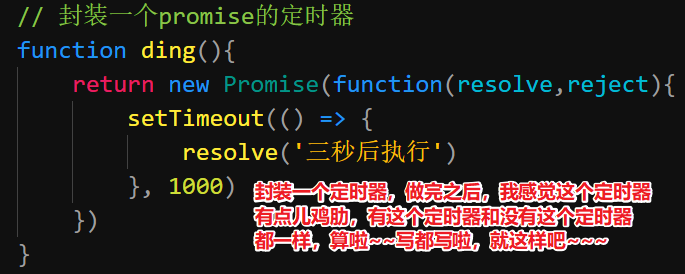 // 封装一个promise的定时器
function ding(){
return new Promise(function(resolve,reject){
setTimeout(() => {
resolve('三秒后执行')
}, 1000)
})
}
封装一个定时器，做完之后，我感觉这个定时器
有点儿鸡肋，有这个定时器和没有这个定时器
都一样，算啦~~写都写啦，就这样吧~~~